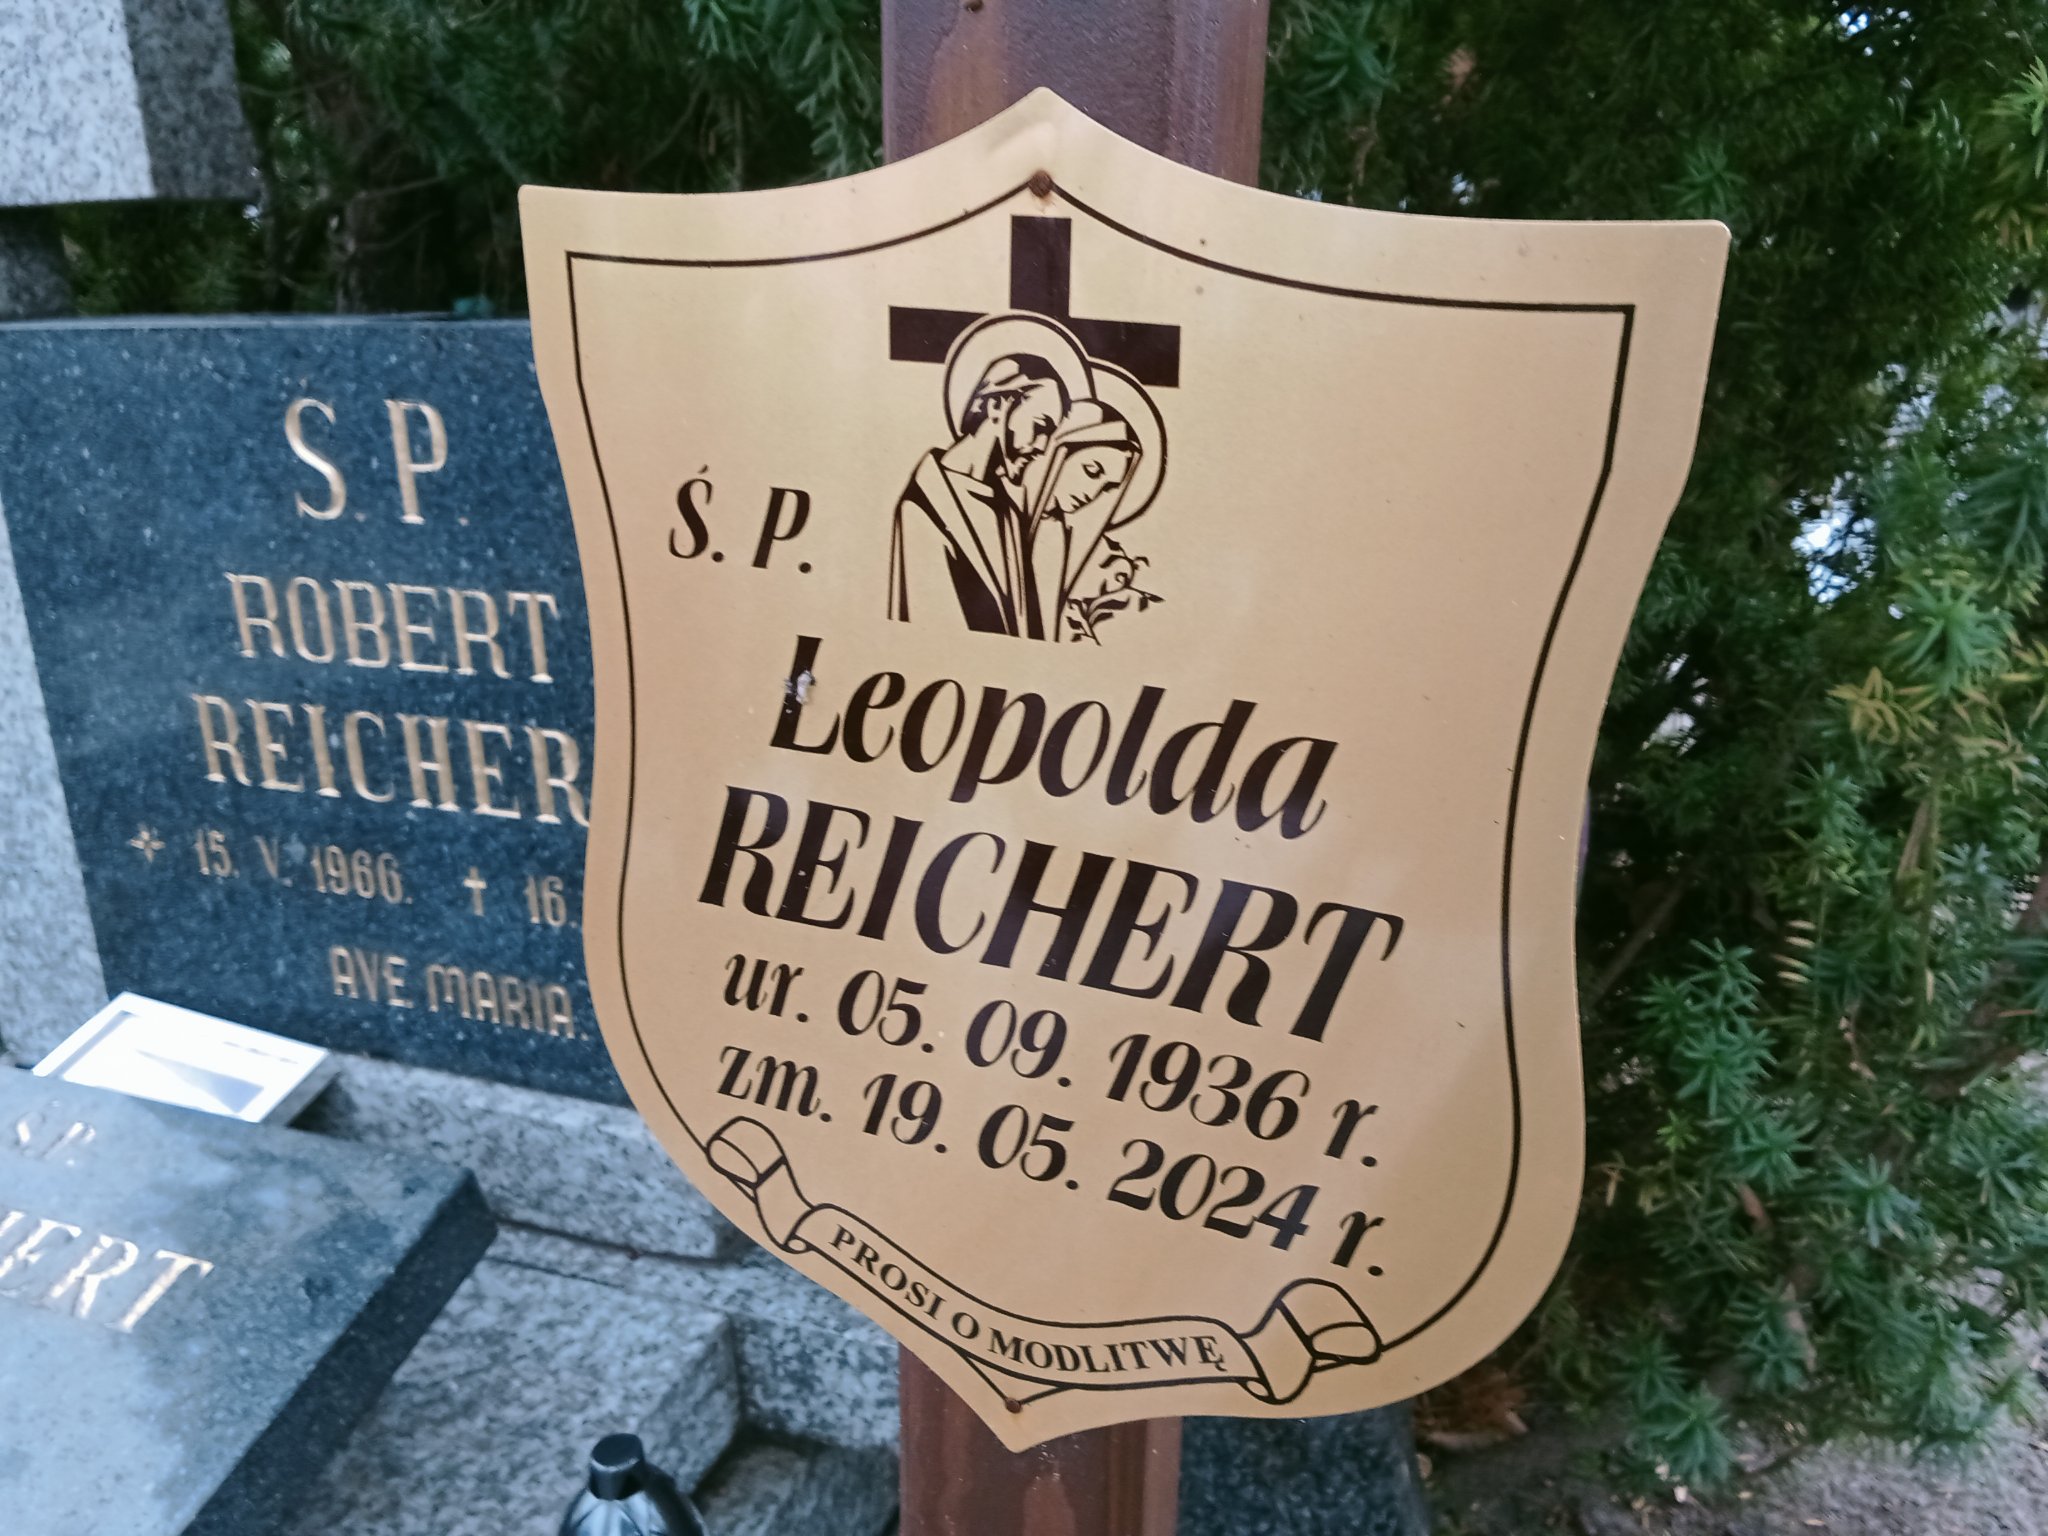 Ś. P.
ROBERT
REICHER
15. V. 1966. 16.
AVE MARIA.
Ś. P.
Leopolda
REICHERT
ur. 05. 09. 1936 r.
zm. 19. 05. 2024 r.
PROSI O MODLITWĘ
Ś.P.
ERT